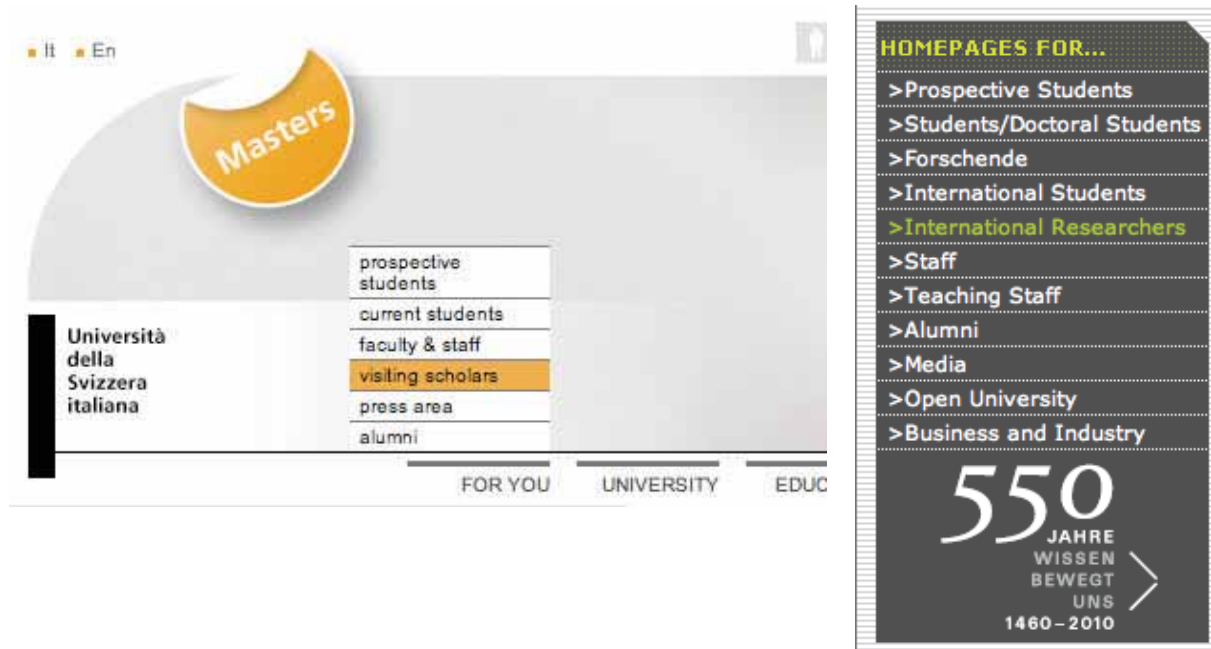 It
En
Masters
prospective
students
current students
faculty & staff
visiting scholars
press area
alumni
Università
della
Svizzera
italiana
FOR YOU
UNIVERSITY
EDUC
HOMEPAGES FOR...
>Prospective Students
>Students/Doctoral Students
>Forschende
>International Students
>International Researchers
>Staff
>Teaching Staff
>Alumni
>Media
>Open University
>Business and Industry
550
JAHRE
WISSEN
BEWEGT
UNS
1460–2010